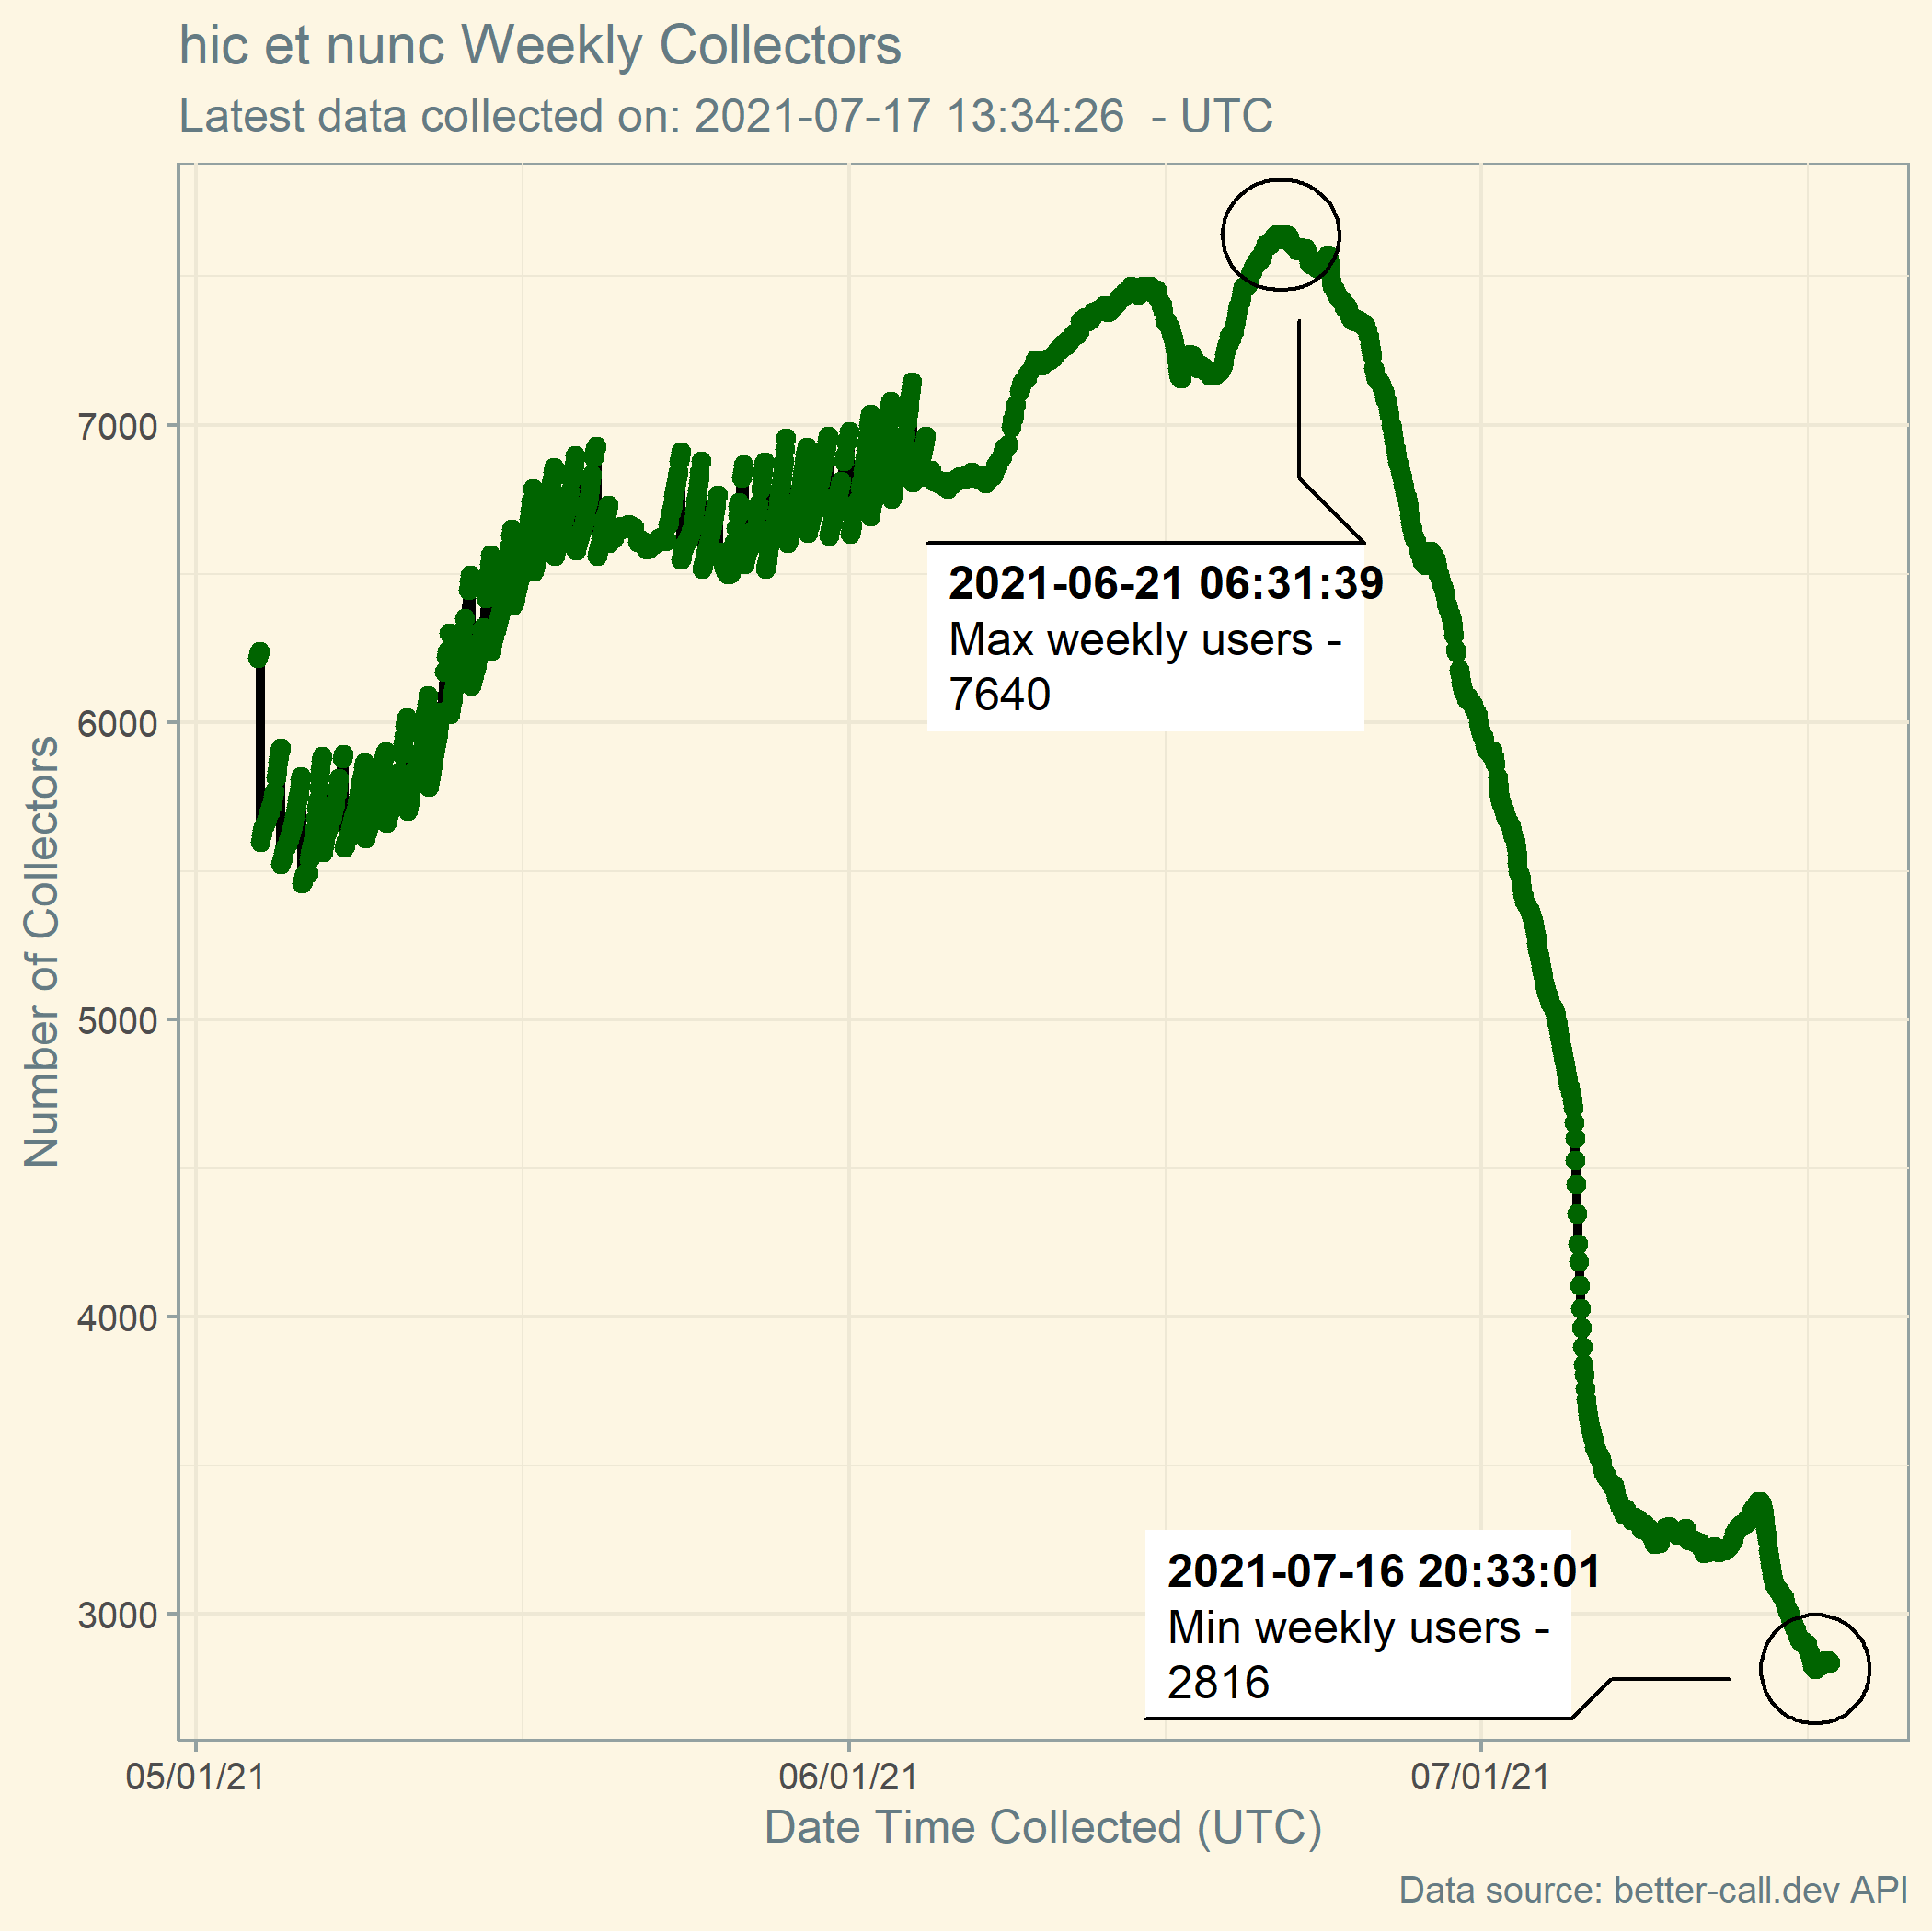 hic et nunc Weekly Collectors
Latest data collected on: 2021-07-17 13:34:26  - UTC
Number of Collectors
7000
6000
5000
4000
3000
2021-06-21 06:31:39
Max weekly users -
7640
2021-07-16 20:33:01
Min weekly users -
2816
05/01/21
06/01/21
07/01/21
Date Time Collected (UTC)
Data source: better-call.dev API